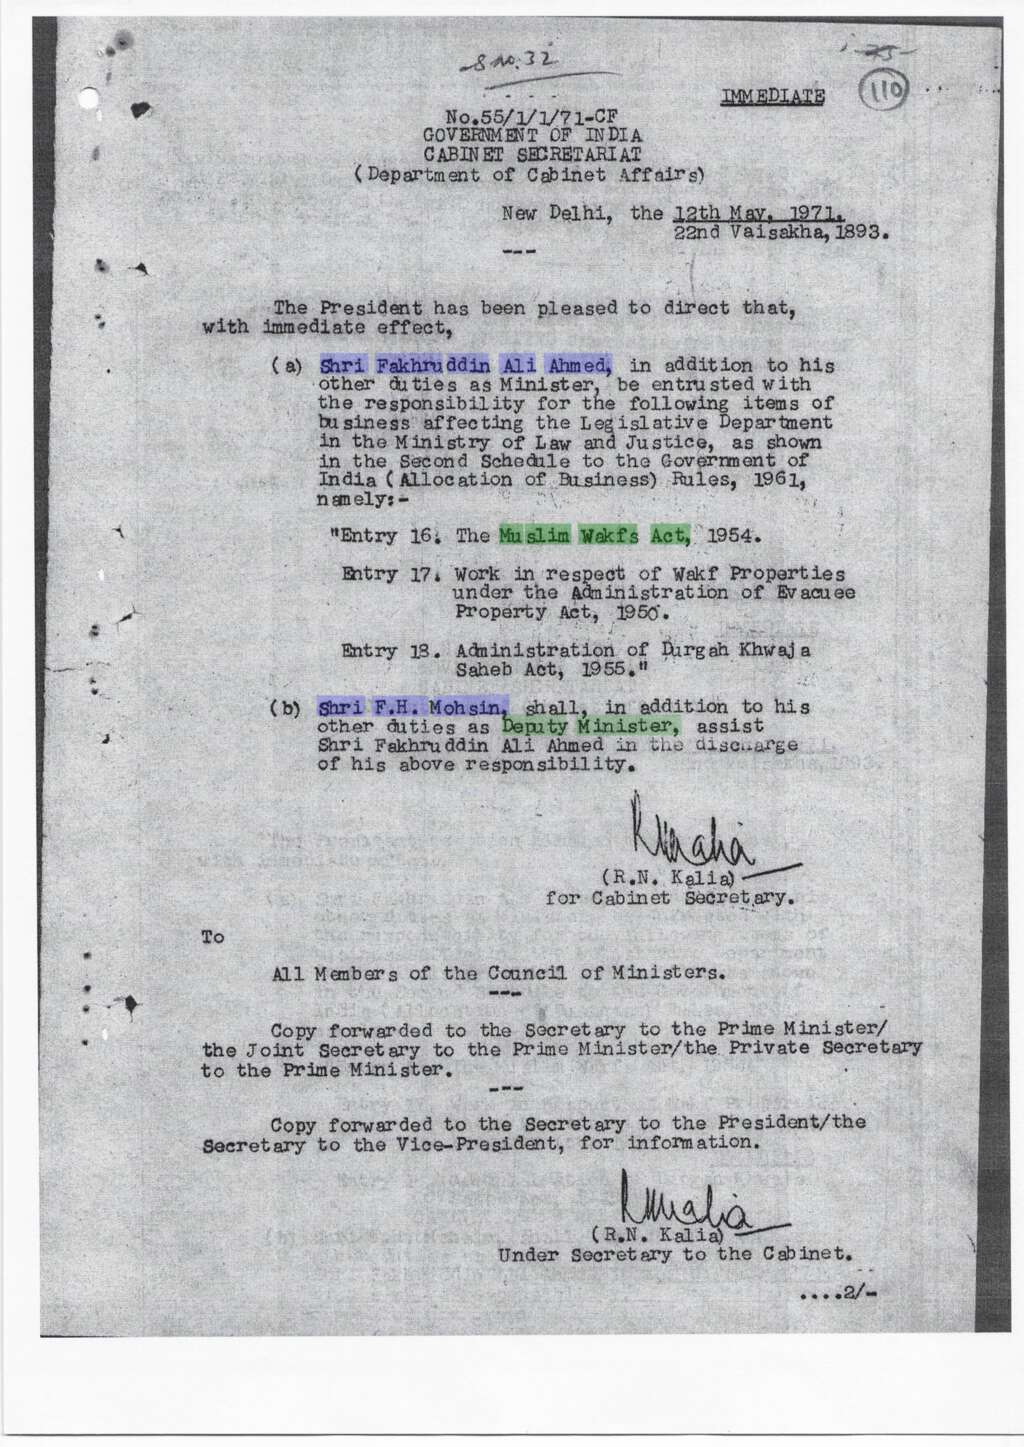 S no. 32
IMMEDIATE
110
No.55/1/1/71-CF
GOVERNMENT OF INDIA
CABINET SECRETARIAT
(Department of Cabinet Affairs)
New Delhi, the 12th May, 1971.
22nd Vaisakha, 1893.
---
The President has been pleased to direct that,
with immediate effect,
(a) Shri Fakhruddin Ali Ahmed, in addition to his
other duties as Minister, be entrusted with
the responsibility for the following items of
business affecting the Legislative Department
in the Ministry of Law and Justice, as shown
in the Second Schedule to the Government of
India (Allocation of Business) Rules, 1961,
namely:-
"Entry 16. The Muslim Wakfs Act, 1954.
Entry 17. Work in respect of Wakf Properties
under the Administration of Evacuee
Property Act, 1950.
Entry 18. Administration of Durgah Khwaja
Saheb Act, 1955."
(b) Shri F.H. Mohsin, shall, in addition to his
other duties as Deputy Minister, assist
Shri Fakhruddin Ali Ahmed in the discharge
of his above responsibility.
(R.N. Kalia)
for Cabinet Secretary.
To
All Members of the Council of Ministers.
---
Copy forwarded to the Secretary to the Prime Minister/
the Joint Secretary to the Prime Minister/the Private Secretary
to the Prime Minister.
---
Copy forwarded to the Secretary to the President/the
Secretary to the Vice-President, for information.
(R.N. Kalia)
Under Secretary to the Cabinet.
....2/-